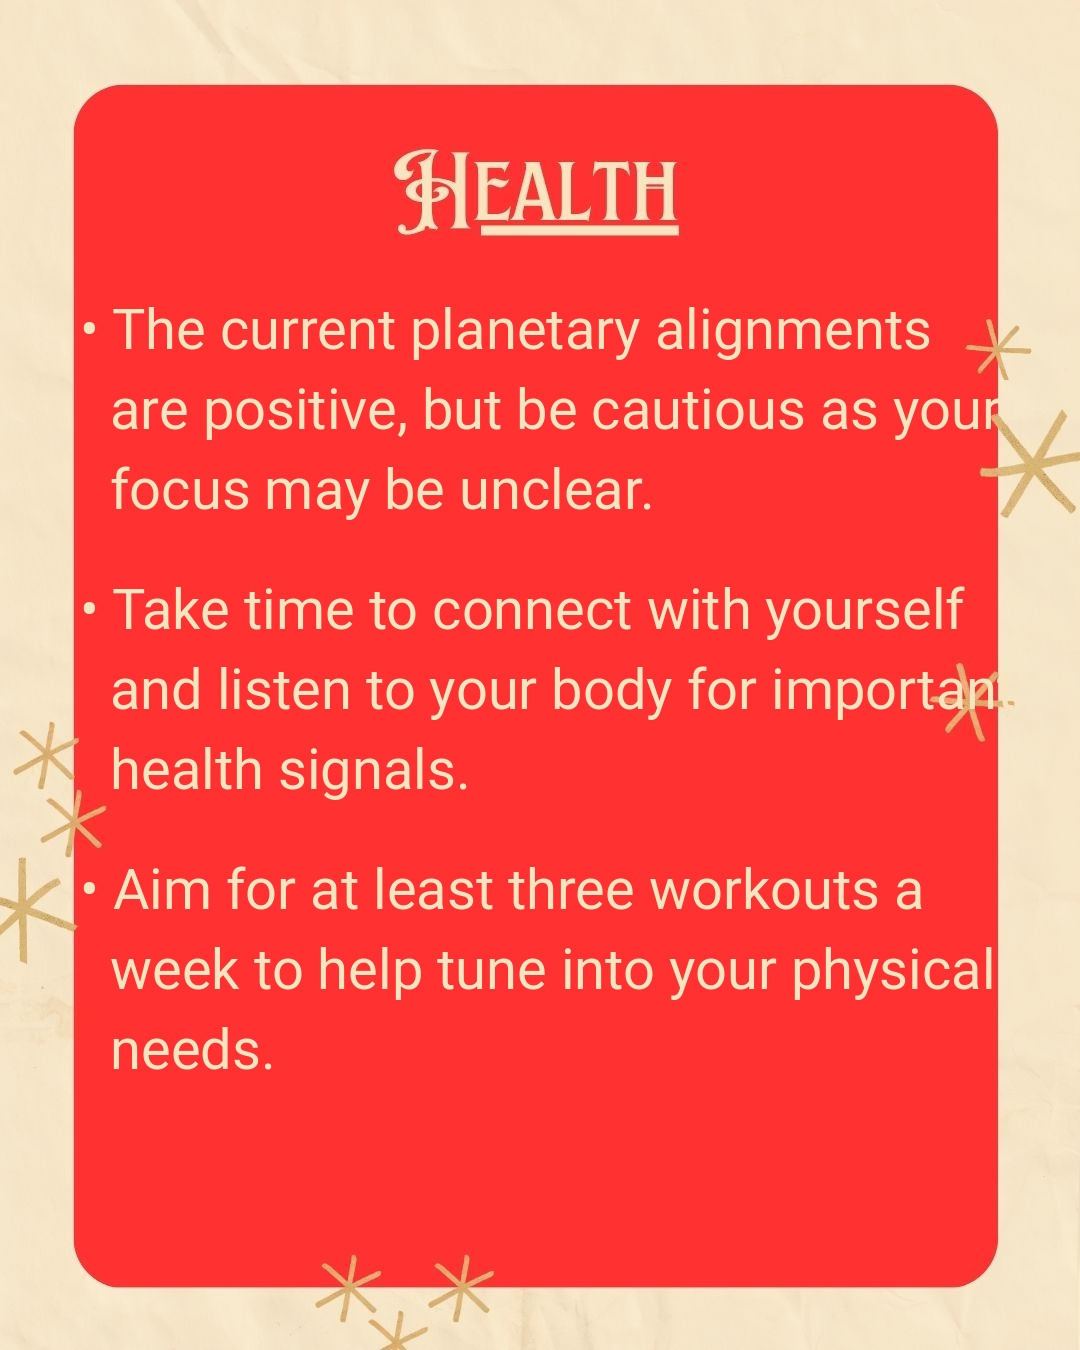 Health
• The current planetary alignments
are positive, but be cautious as your
focus may be unclear.
• Take time to connect with yourself
and listen to your body for important
health signals.
• Aim for at least three workouts a
week to help tune into your physical
needs.